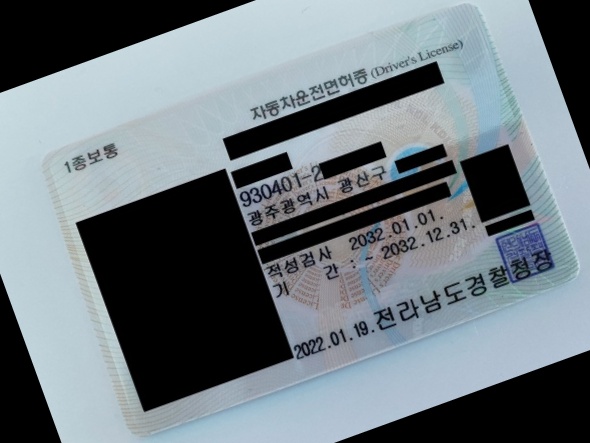 자동차운전면허증 (Driver's License)
1종보통
930401-2
광주광역시 광산구
적성검사 2032.01.01.
기 간 : ~ 2032.12.31.
2022.01.19. 전라남도경찰청장